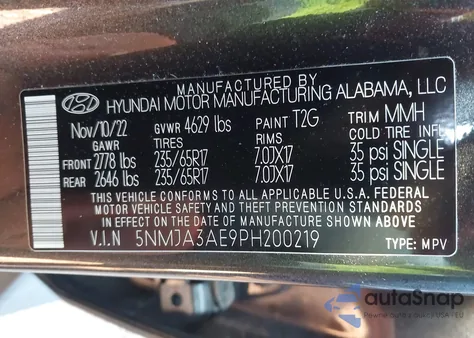 MANUFACTURED BY
HYUNDAI MOTOR MANUFACTURING ALABAMA, LLC
Nov/10/22 GVWR 4629 lbs PAINT T2G TRIM MMH
GAWR TIRES RIMS COLD TIRE INFL
FRONT 2778 lbs 235/65R17 7.0JX17 35 psi SINGLE
REAR 2646 lbs 235/65R17 7.0JX17 35 psi SINGLE
THIS VEHICLE CONFORMS TO ALL APPLICABLE U.S.A. FEDERAL
MOTOR VEHICLE SAFETY AND THEFT PREVENTION STANDARDS
IN EFFECT ON THE DATE OF MANUFACTURE SHOWN ABOVE.
V.I.N 5NMJA3AE9PH200219 TYPE: MPV
autoSnap